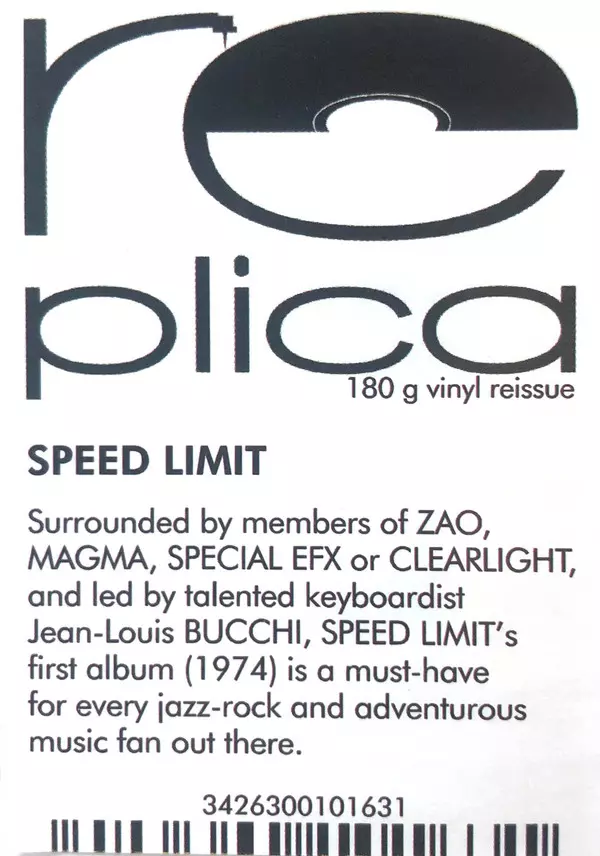 re
plica
180 g vinyl reissue
SPEED LIMIT
Surrounded by members of ZAO,
MAGMA, SPECIAL EFX or CLEARLIGHT,
and led by talented keyboardist
Jean-Louis BUCCHI, SPEED LIMIT's
first album (1974) is a must-have
for every jazz-rock and adventurous
music fan out there.
3426300101631